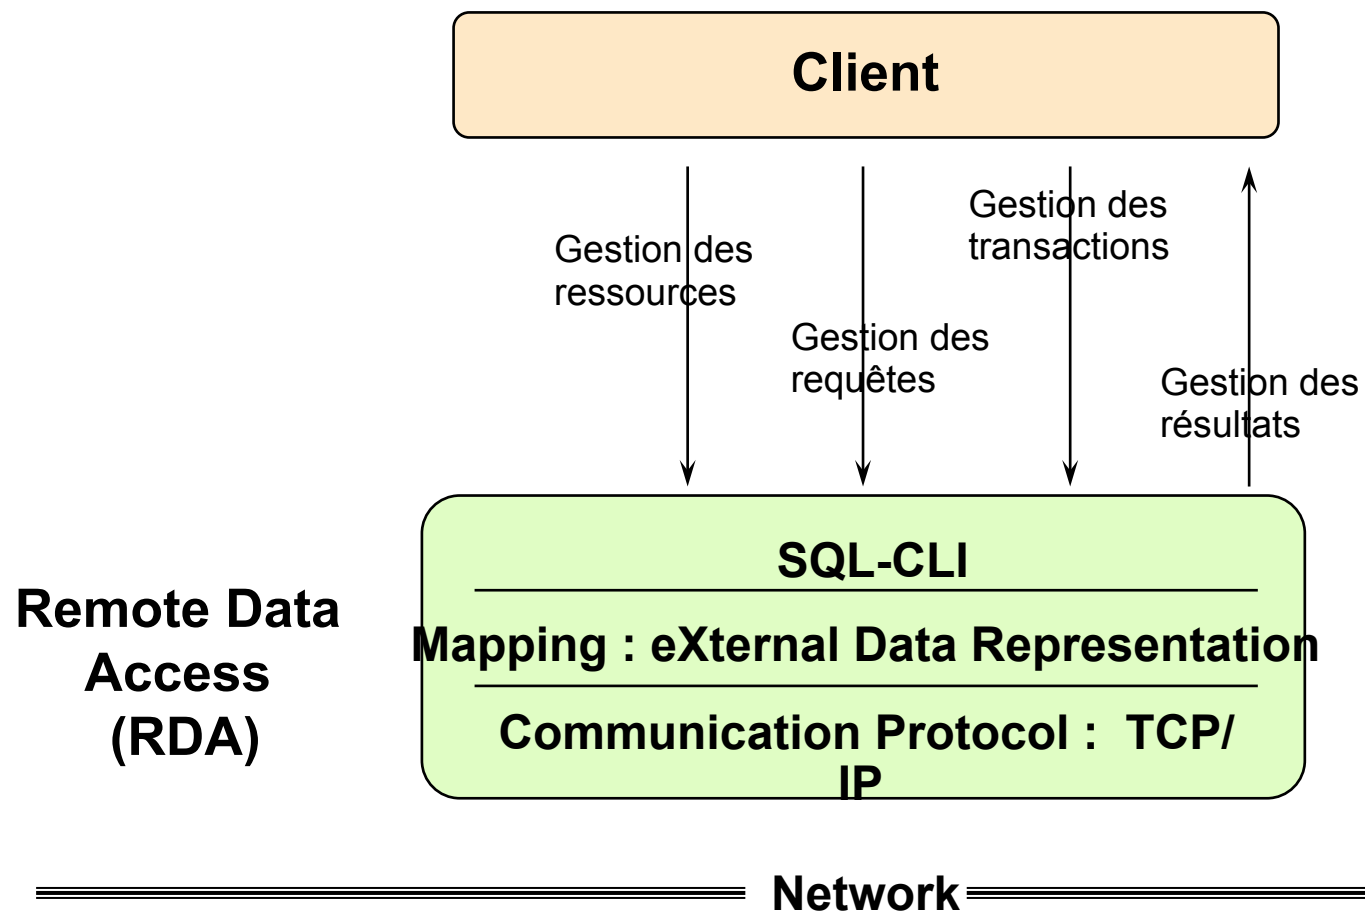 Client
Gestion des
transactions
Gestion des
ressources
Gestion des
requêtes
Gestion des
résultats
SQL-CLI
Remote Data
Access
(RDA)
Mapping : eXternal Data Representation
Communication Protocol : TCP/
IP
Network